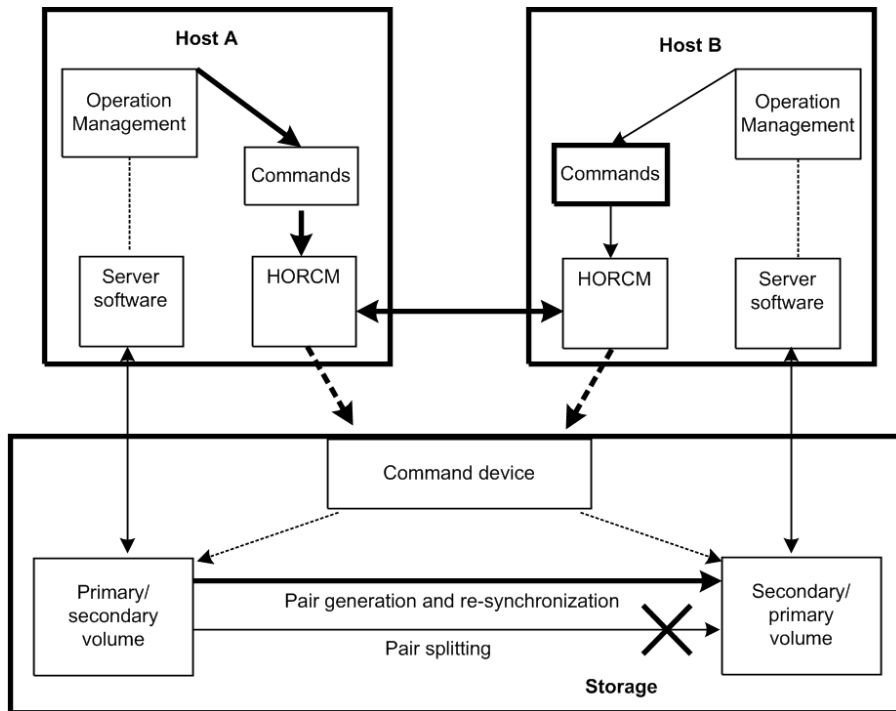 Host A
Host B
Operation
Management
Operation
Management
Commands
Commands
Server
software
HORCM
HORCM
Server
software
Command device
Primary/
secondary
volume
Pair generation and re-synchronization
Pair splitting
Secondary/
primary
volume
Storage